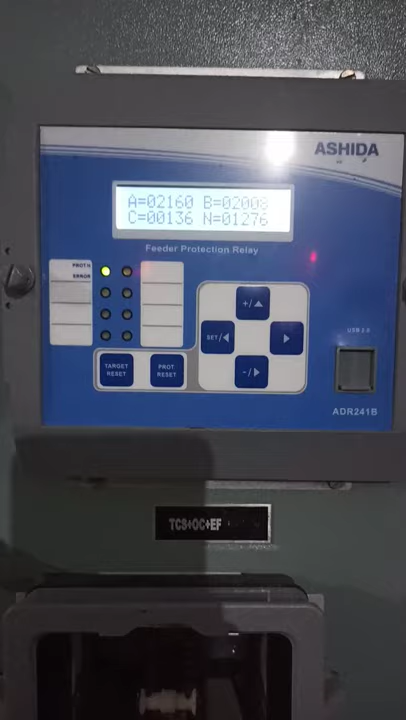 ASHIDA
A=02160 B=02008
C=00136 N=01276
Feeder Protection Relay
PROT.H
ERROR
+/▲
SET/◀
▶
-/▶
USB 2.0
TARGET
RESET
PROT
RESET
ADR241B
TCS+OC+EF